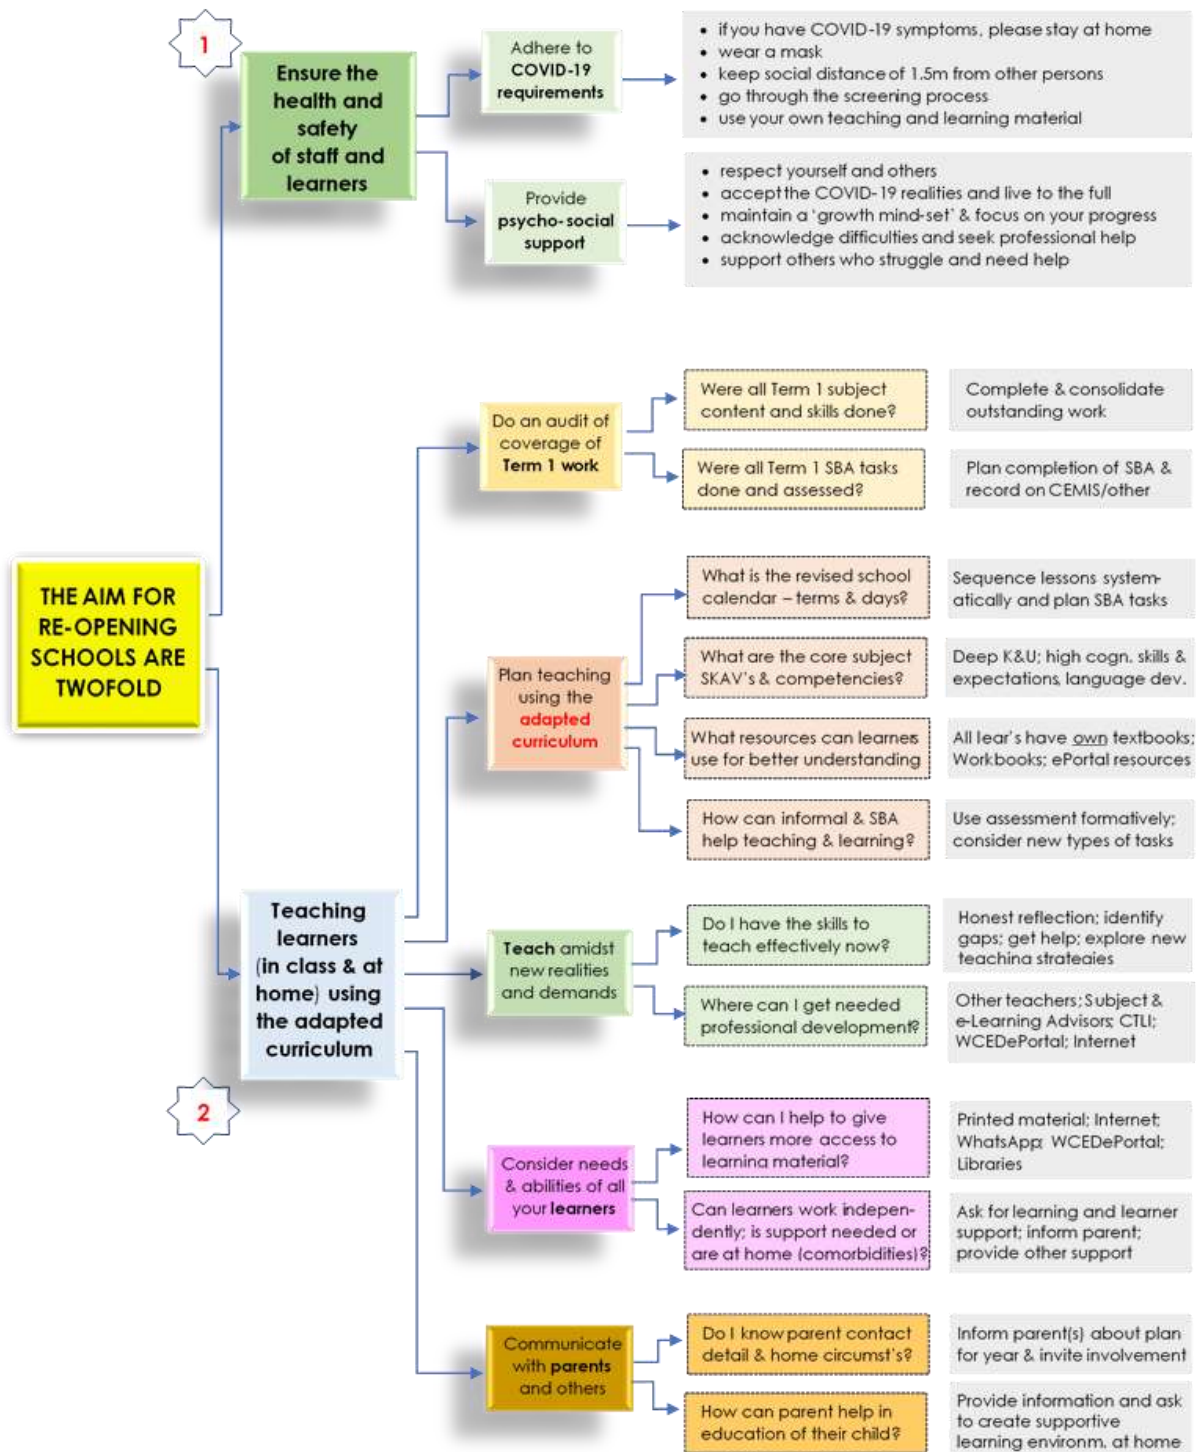 1
Ensure the
health and
safety
of staff and
learners
Adhere to
COVID-19
requirements
• if you have COVID-19 symptoms, please stay at home
• wear a mask
• keep social distance of 1.5m from other persons
• go through the screening process
• use your own teaching and learning material
Provide
psycho-social
support
• respect yourself and others
• accept the COVID-19 realities and live to the full
• maintain a 'growth mind-set' & focus on your progress
• acknowledge difficulties and seek professional help
• support others who struggle and need help
THE AIM FOR
RE-OPENING
SCHOOLS ARE
TWOFOLD
Teaching
learners
(in class & at
home) using
the adapted
curriculum
2
Do an audit of
coverage of
Term 1 work
Were all Term 1 subject
content and skills done?
Complete & consolidate
outstanding work
Were all Term 1 SBA tasks
done and assessed?
Plan completion of SBA &
record on CEMIS/other
Plan teaching
using the
adapted
curriculum
What is the revised school
calendar – terms & days?
Sequence lessons system-
atically and plan SBA tasks
What are the core subject
SKAV's & competencies?
Deep K&U; high cogn. skills &
expectations, language dev.
What resources can learners
use for better understanding
All lear's have own textbooks;
Workbooks; ePortal resources
How can informal & SBA
help teaching & learning?
Use assessment formatively;
consider new types of tasks
Teach amidst
new realities
and demands
Do I have the skills to
teach effectively now?
Honest reflection; identify
gaps; get help; explore new
teaching strategies
Where can I get needed
professional development?
Other teachers; Subject &
e-Learning Advisors; CTLI;
WCEDePortal; Internet
Consider needs
& abilities of all
your learners
How can I help to give
learners more access to
learning material?
Printed material; Internet;
WhatsApp; WCEDePortal;
Libraries
Can learners work indepen-
dently; is support needed or
are at home (comorbidities)?
Ask for learning and learner
support; inform parent;
provide other support
Communicate
with parents
and others
Do I know parent contact
detail & home circumst's?
Inform parent(s) about plan
for year & invite involvement
How can parent help in
education of their child?
Provide information and ask
to create supportive
learning environm. at home